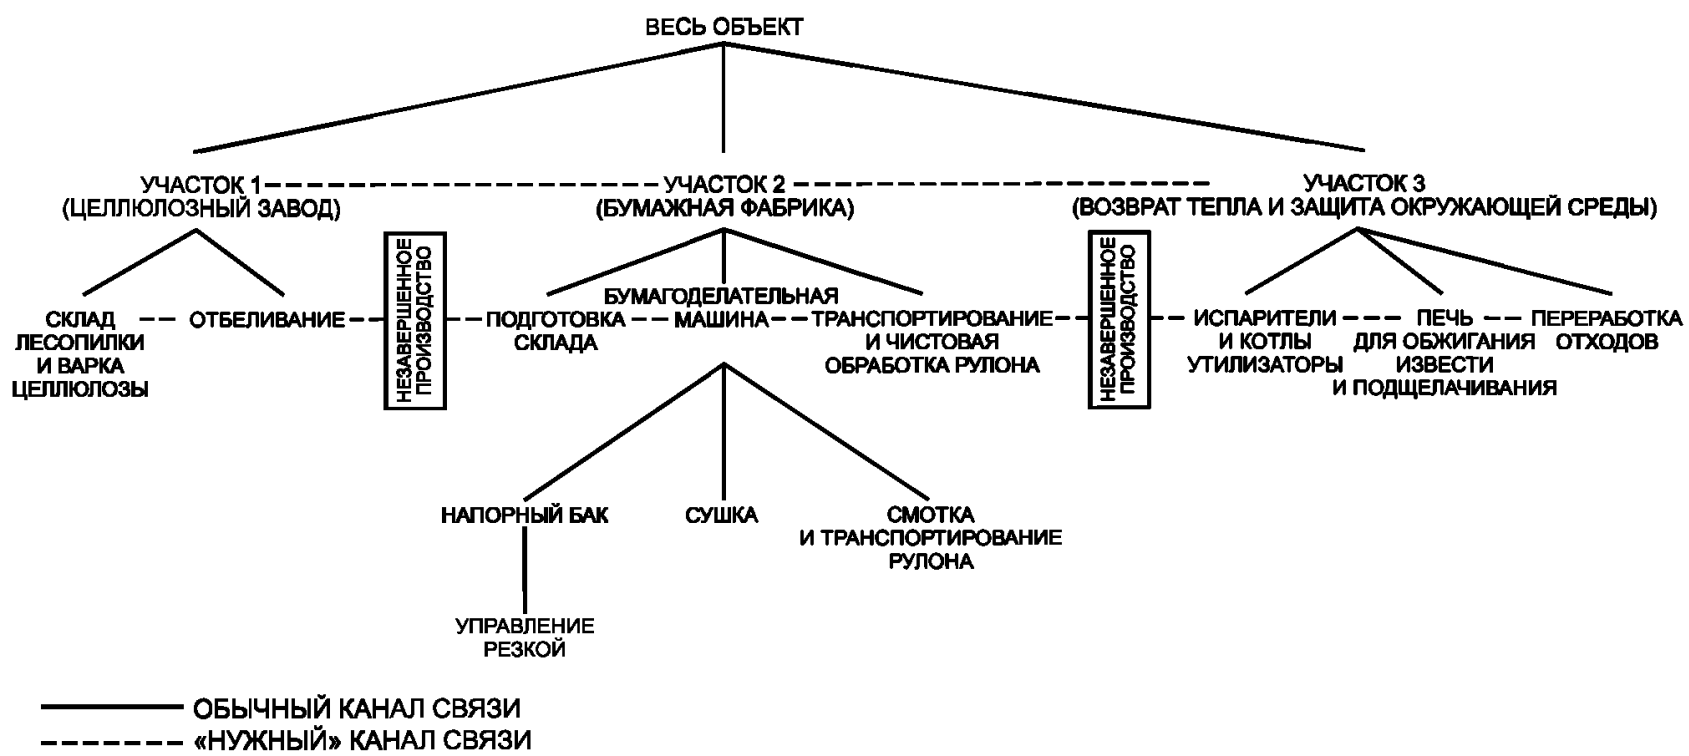 ВЕСЬ ОБЪЕКТ
УЧАСТОК 1
(ЦЕЛЛЮЛОЗНЫЙ ЗАВОД)
УЧАСТОК 2
(БУМАЖНАЯ ФАБРИКА)
УЧАСТОК 3
(ВОЗВРАТ ТЕПЛА И ЗАЩИТА ОКРУЖАЮЩЕЙ СРЕДЫ)
СКЛАД
ЛЕСОПИЛКИ
И ВАРКА
ЦЕЛЛЮЛОЗЫ
ОТБЕЛИВАНИЕ
НЕЗАВЕРШЕННОЕ
ПРОИЗВОДСТВО
ПОДГОТОВКА
СКЛАДА
БУМАГОДЕЛАТЕЛЬНАЯ
МАШИНА
ТРАНСПОРТИРОВАНИЕ
И ЧИСТОВАЯ
ОБРАБОТКА РУЛОНА
НЕЗАВЕРШЕННОЕ
ПРОИЗВОДСТВО
ИСПАРИТЕЛИ
И КОТЛЫ
УТИЛИЗАТОРЫ
ПЕЧЬ
ДЛЯ ОБЖИГАНИЯ
ИЗВЕСТИ
И ПОДЩЕЛАЧИВАНИЯ
ПЕРЕРАБОТКА
ОТХОДОВ
НАПОРНЫЙ БАК
СУШКА
СМОТКА
И ТРАНСПОРТИРОВАНИЕ
РУЛОНА
УПРАВЛЕНИЕ
РЕЗКОЙ
ОБЫЧНЫЙ КАНАЛ СВЯЗИ
«НУЖНЫЙ» КАНАЛ СВЯЗИ